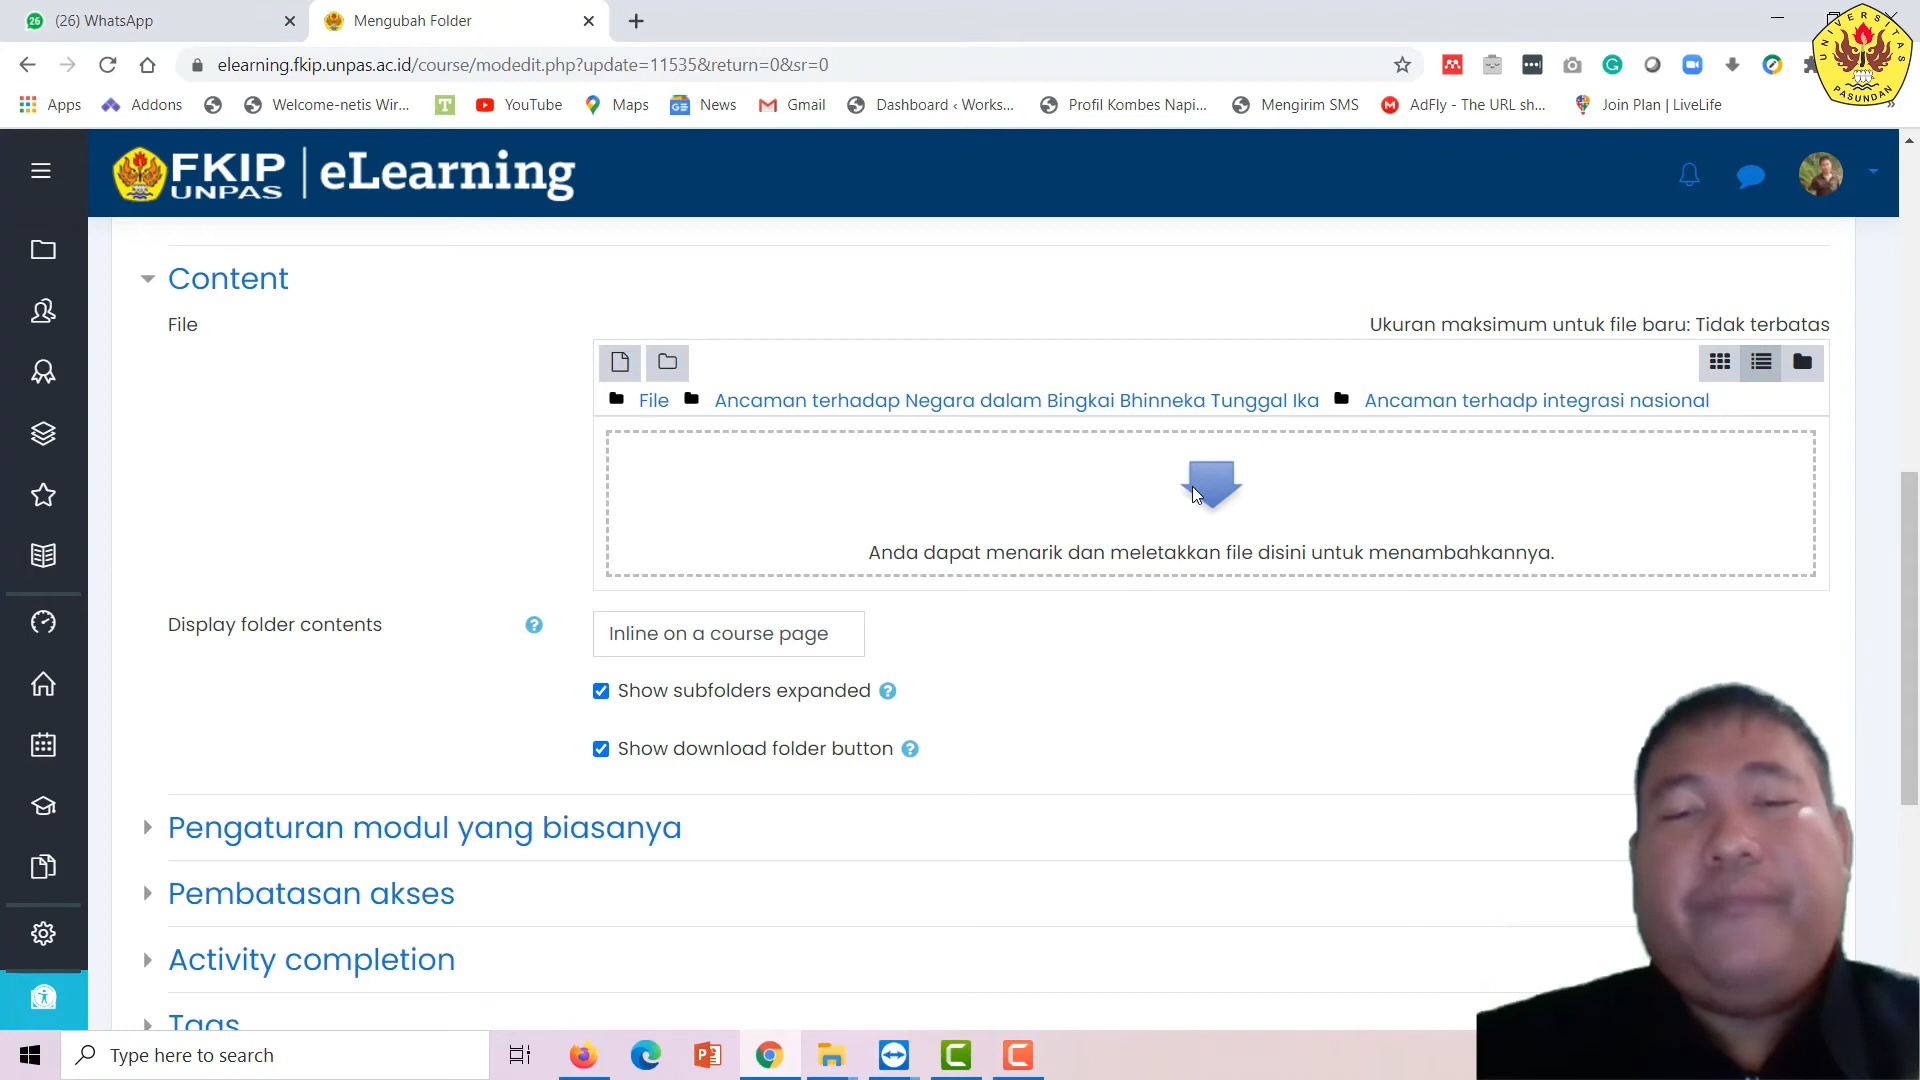 26
(26) WhatsApp
Mengubah Folder
elearning.fkip.unpas.ac.id/course/modedit.php?update=11535&return=0&sr=0
Apps
Addons
Welcome-netis Wir...
T
YouTube
Maps
News
Gmail
Dashboard ‹ Works...
Profil Kombes Napi...
Mengirim SMS
AdFly - The URL sh...
Join Plan | LiveLife
»
UNIVERSITAS
PASUNDAN
FKIP
UNPAS
eLearning
Content
File
Ukuran maksimum untuk file baru: Tidak terbatas
File
Ancaman terhadap Negara dalam Bingkai Bhinneka Tunggal Ika
Ancaman terhadp integrasi nasional
Anda dapat menarik dan meletakkan file disini untuk menambahkannya.
Display folder contents
?
Inline on a course page
Show subfolders expanded
?
Show download folder button
?
Pengaturan modul yang biasanya
Pembatasan akses
Activity completion
Tags
Type here to search